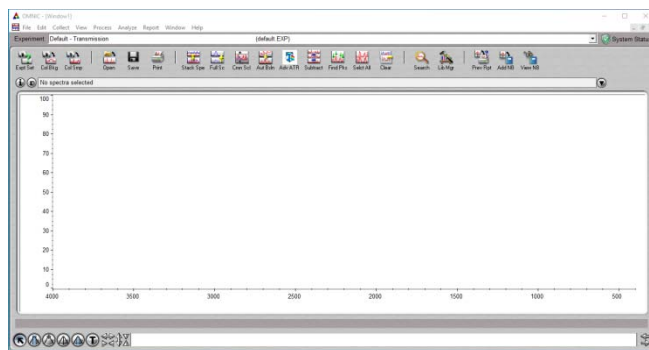 OMNIC - [Window1]
File Edit Collect View Process Analyze Report Window Help
Experiment: Default - Transmission (default.EXP) System Status
Expt Set Col Bkg Col Smp Open Save Print Stack Spe Full Sc Cmn Scl Aut Bsln Adv ATR Subtract Find Pks Selct All Clear Search Lib Mgr Prev Rpt Add NB View NB
No spectra selected
100
90
80
70
60
50
40
30
20
10
0
4000 3500 3000 2500 2000 1500 1000 500
T